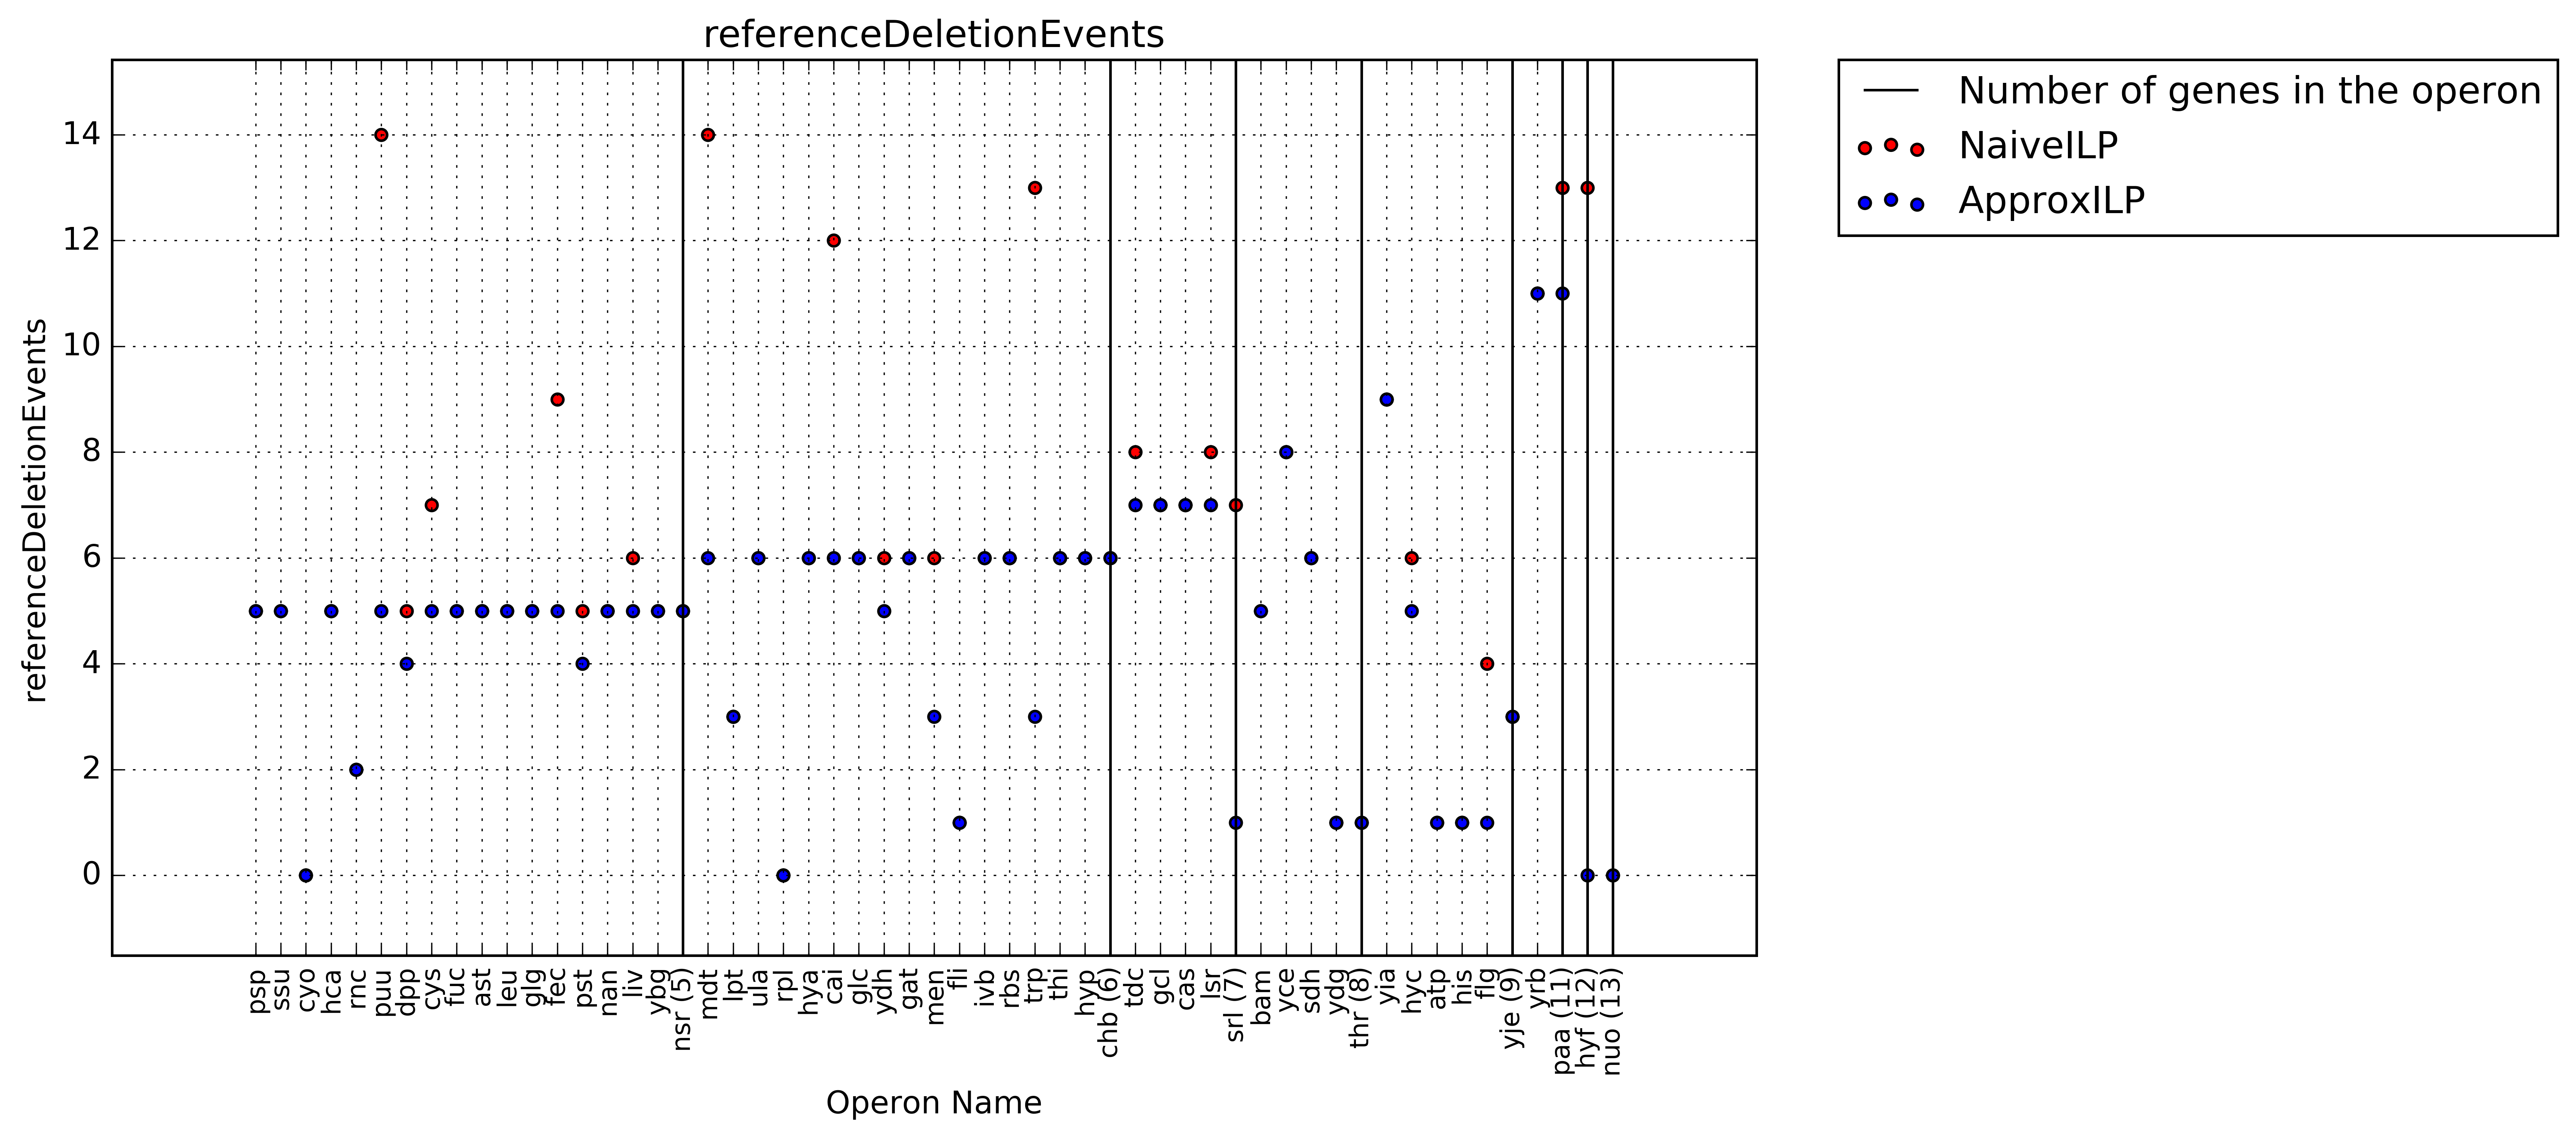 referenceDeletionEvents
Number of genes in the operon
NaiveILP
ApproxILP
referenceDeletionEvents
14
12
10
8
6
4
2
0
psp
ssu
cyo
hca
rnc
puu
dpp
cys
fuc
ast
leu
glg
fec
pst
nan
liv
ybg
nsr (5)
mdt
lpt
ula
rpl
hya
cai
glc
ydh
gat
men
fli
ivb
rbs
trp
thi
hyp
chb (6)
tdc
gcl
cas
lsr
srl (7)
bam
yce
sdh
ydg
thr (8)
yia
hyc
atp
his
flg
yje (9)
yrb
paa (11)
hyf (12)
nuo (13)
Operon Name